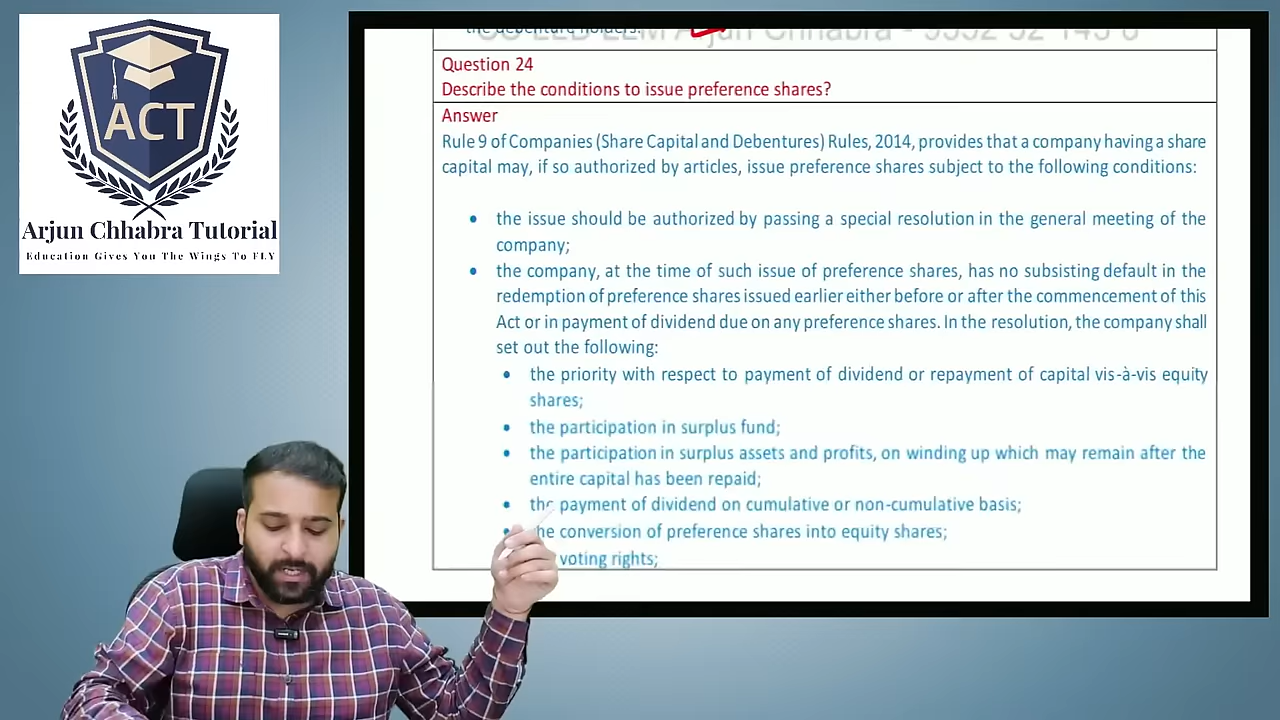 ACT
Arjun Chhabra Tutorial
Education Gives You The Wings To FLY
the debenture holders.
Question 24
Describe the conditions to issue preference shares?
Answer
Rule 9 of Companies (Share Capital and Debentures) Rules, 2014, provides that a company having a share
capital may, if so authorized by articles, issue preference shares subject to the following conditions:
• the issue should be authorized by passing a special resolution in the general meeting of the
company;
• the company, at the time of such issue of preference shares, has no subsisting default in the
redemption of preference shares issued earlier either before or after the commencement of this
Act or in payment of dividend due on any preference shares. In the resolution, the company shall
set out the following:
• the priority with respect to payment of dividend or repayment of capital vis-à-vis equity
shares;
• the participation in surplus fund;
• the participation in surplus assets and profits, on winding up which may remain after the
entire capital has been repaid;
• the payment of dividend on cumulative or non-cumulative basis;
• the conversion of preference shares into equity shares;
voting rights;